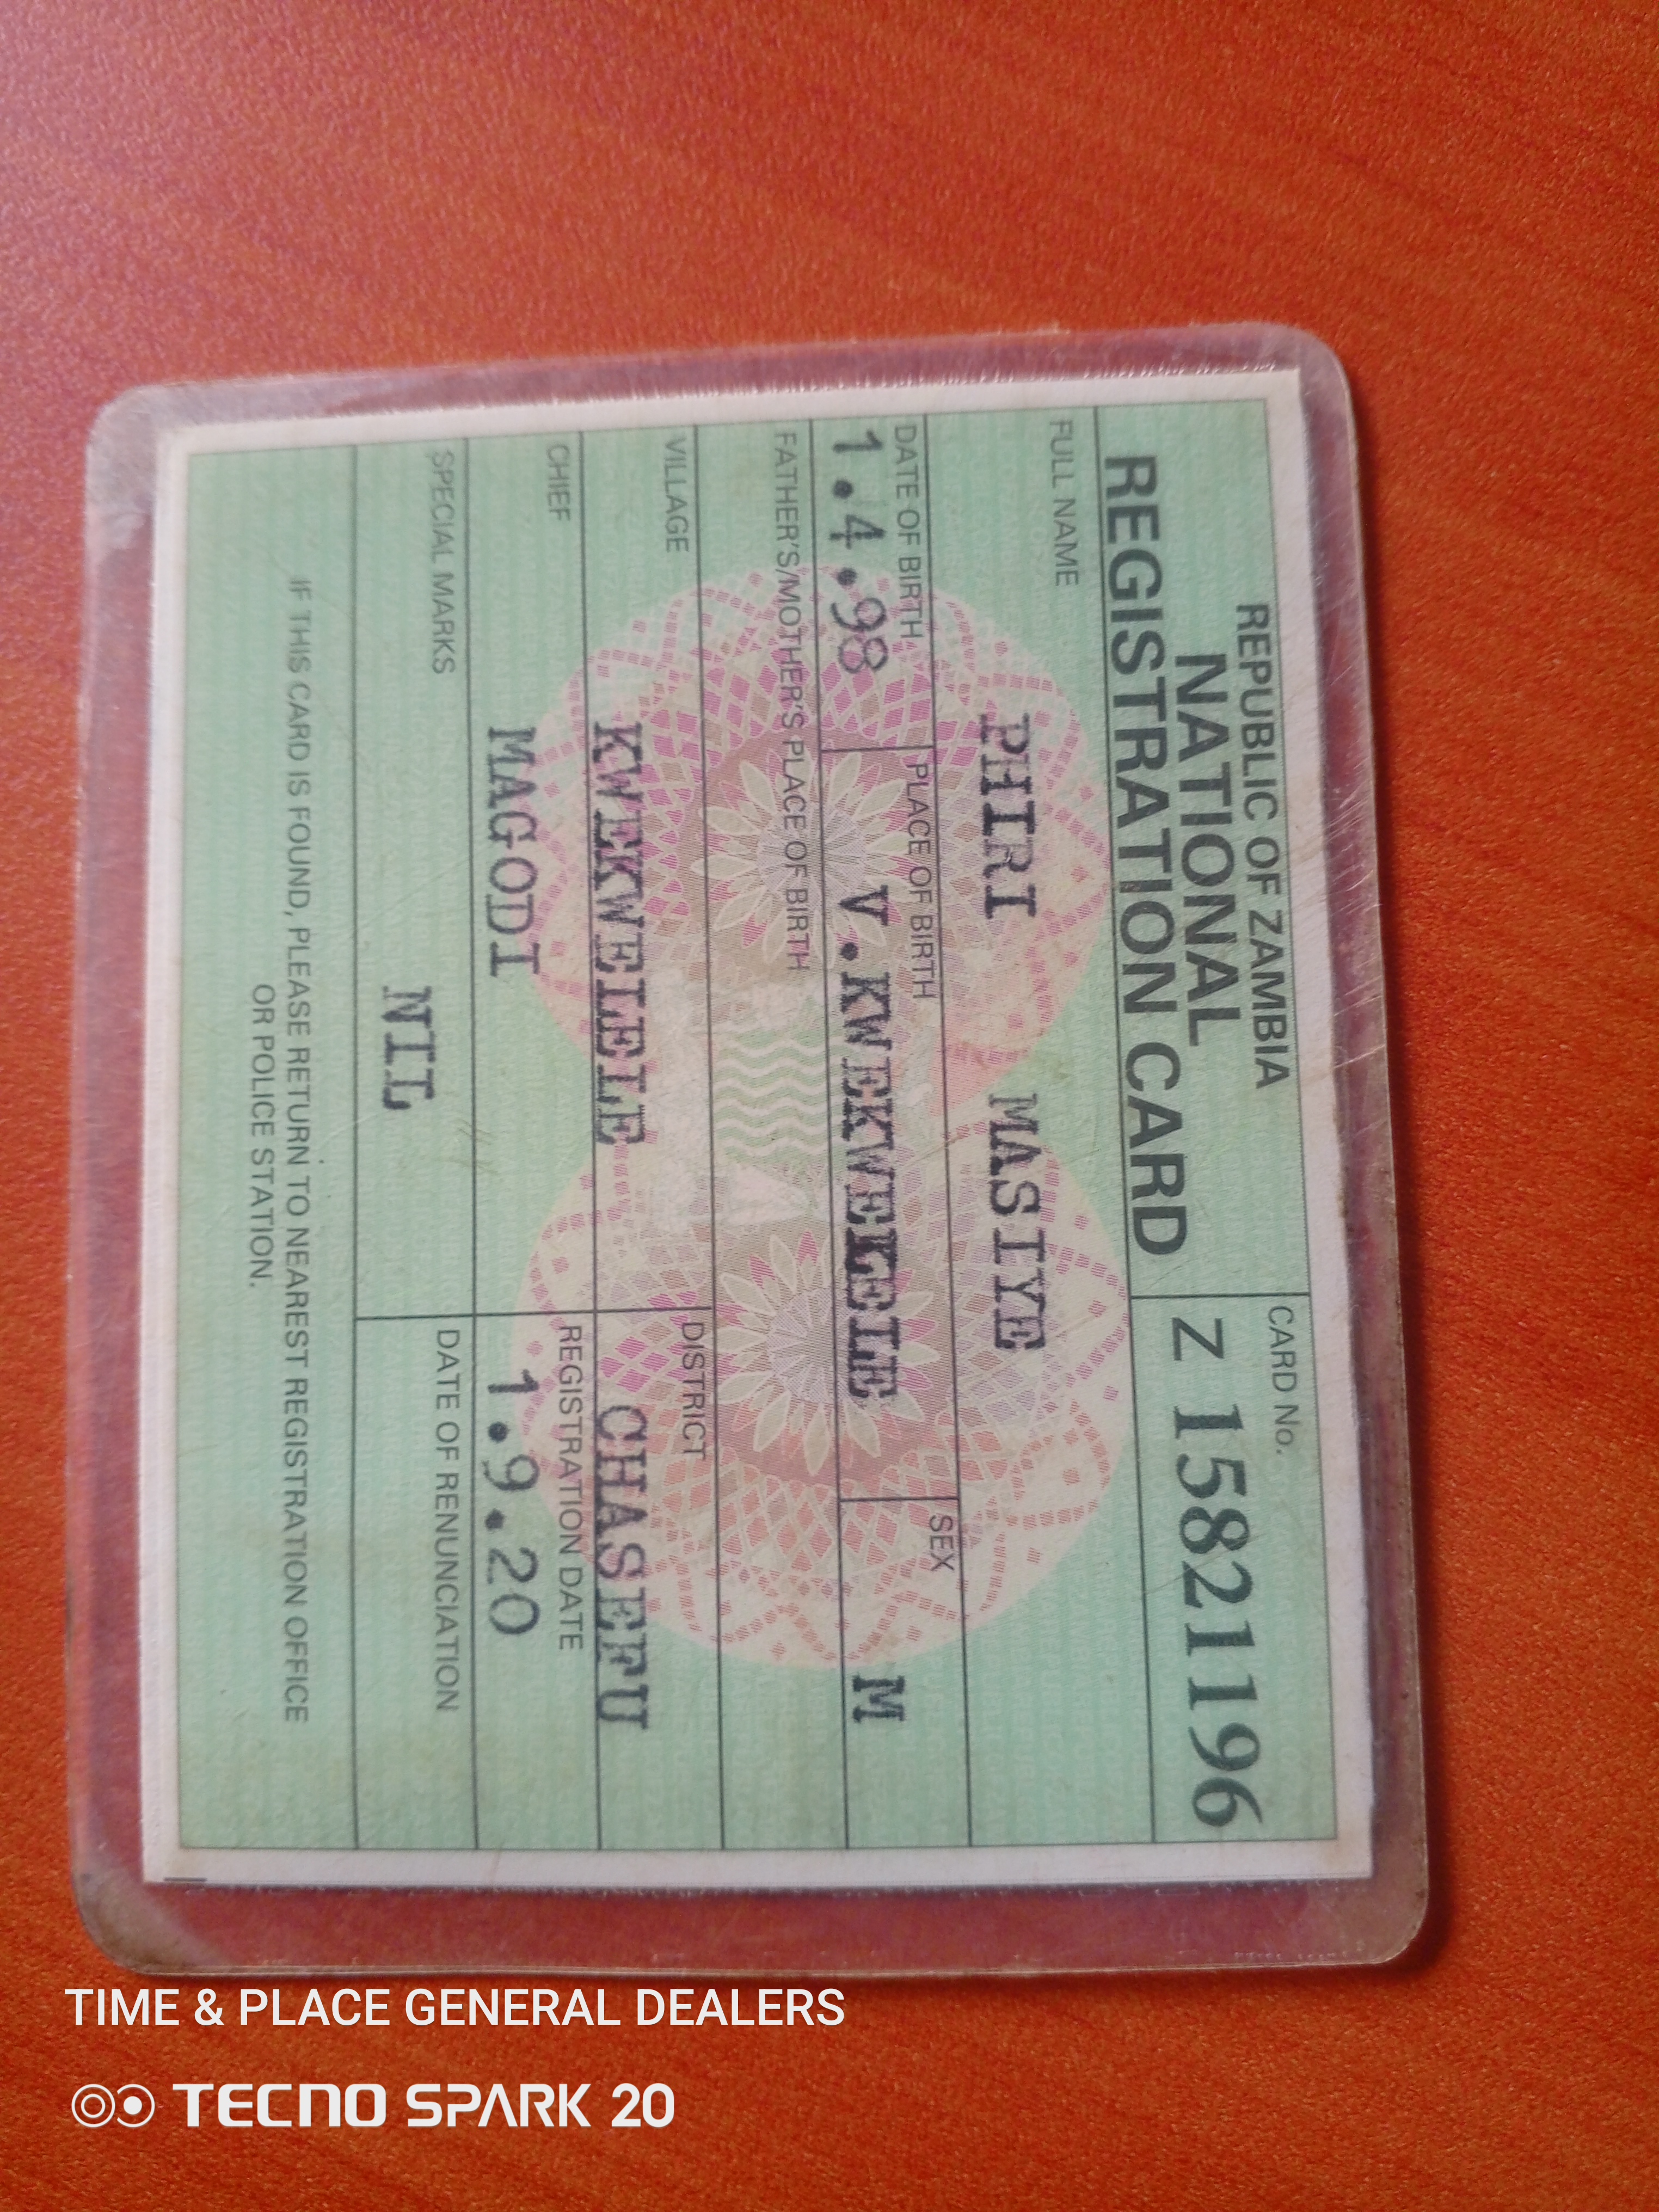 REPUBLIC OF ZAMBIA
NATIONAL
REGISTRATION CARD
CARD No.
Z 15821196
FULL NAME
PHIRI MASIYE
DATE OF BIRTH
1.4.98
PLACE OF BIRTH
V.KWEKWELELE
SEX
M
FATHER'S/MOTHER'S PLACE OF BIRTH
VILLAGE
KWEKWELELE
DISTRICT
CHASEFU
CHIEF
MAGODI
REGISTRATION DATE
1.9.20
SPECIAL MARKS
NIL
DATE OF RENUNCIATION
IF THIS CARD IS FOUND, PLEASE RETURN TO NEAREST REGISTRATION OFFICE
OR POLICE STATION.
TIME & PLACE GENERAL DEALERS
TECNO SPARK 20